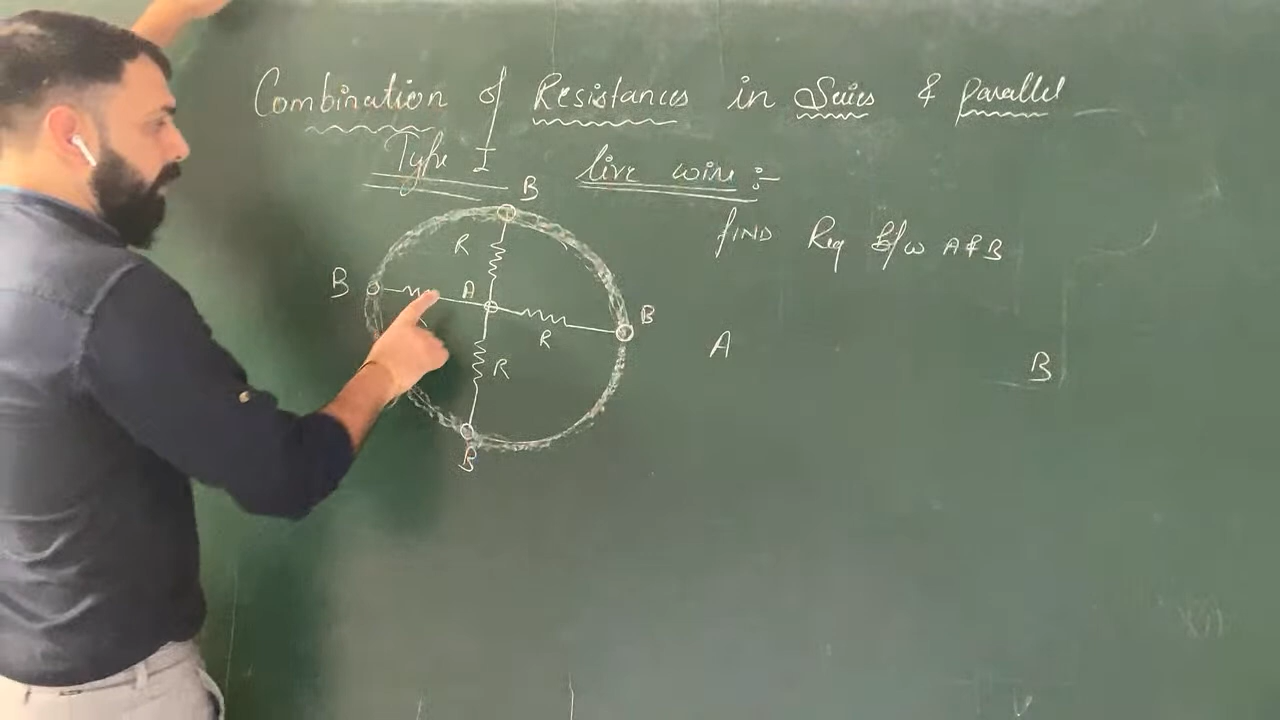 Combination of Resistances in Series & Parallel
Type I live wire :-
B
FIND Req B/w A & B
R
B A B
R
R
A B
B